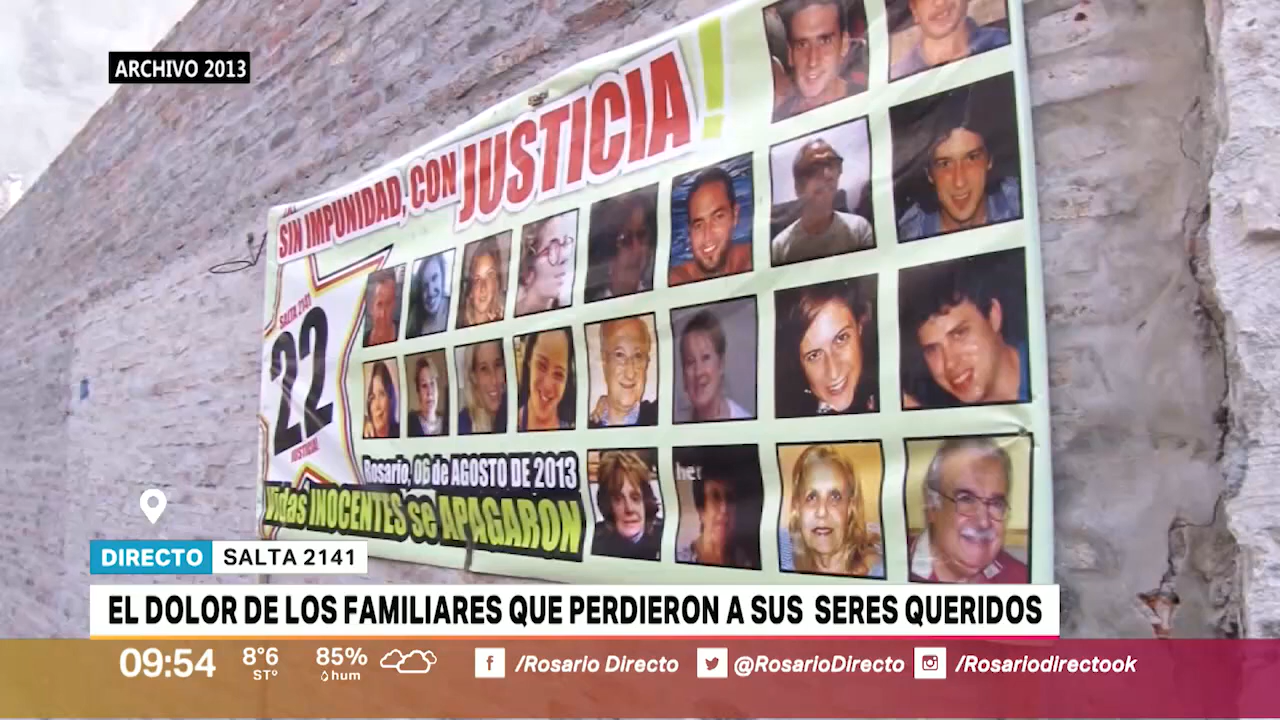 ARCHIVO 2013
SIN IMPUNIDAD, CON JUSTICIA!
SALTA 2141
22
JUSTICIA!
Rosario, 06 de AGOSTO DE 2013
Vidas INOCENTES se APAGARON
DIRECTO SALTA 2141
EL DOLOR DE LOS FAMILIARES QUE PERDIERON A SUS SERES QUERIDOS
09:54 8°6 ST° 85% hum /Rosario Directo @RosarioDirecto /Rosariodirectook